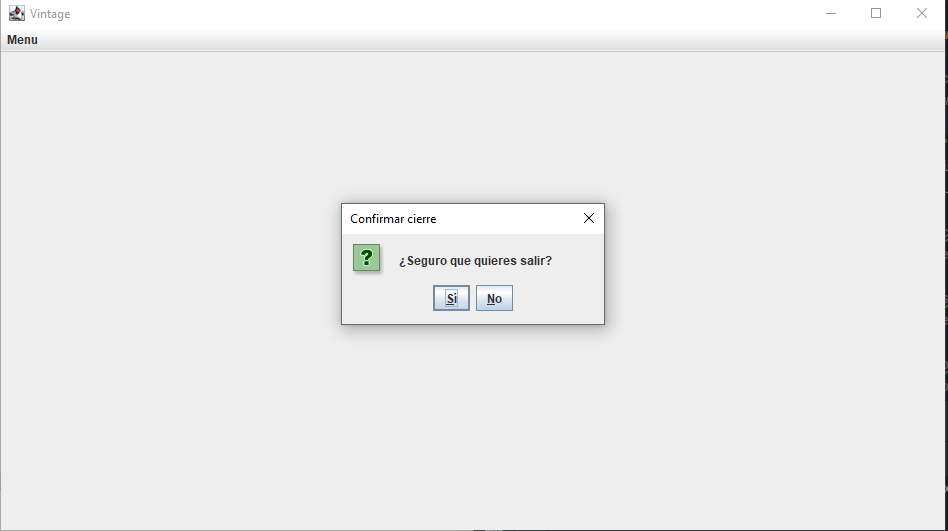 Vintage
Menu
Confirmar cierre
?
¿Seguro que quieres salir?
Sí
No